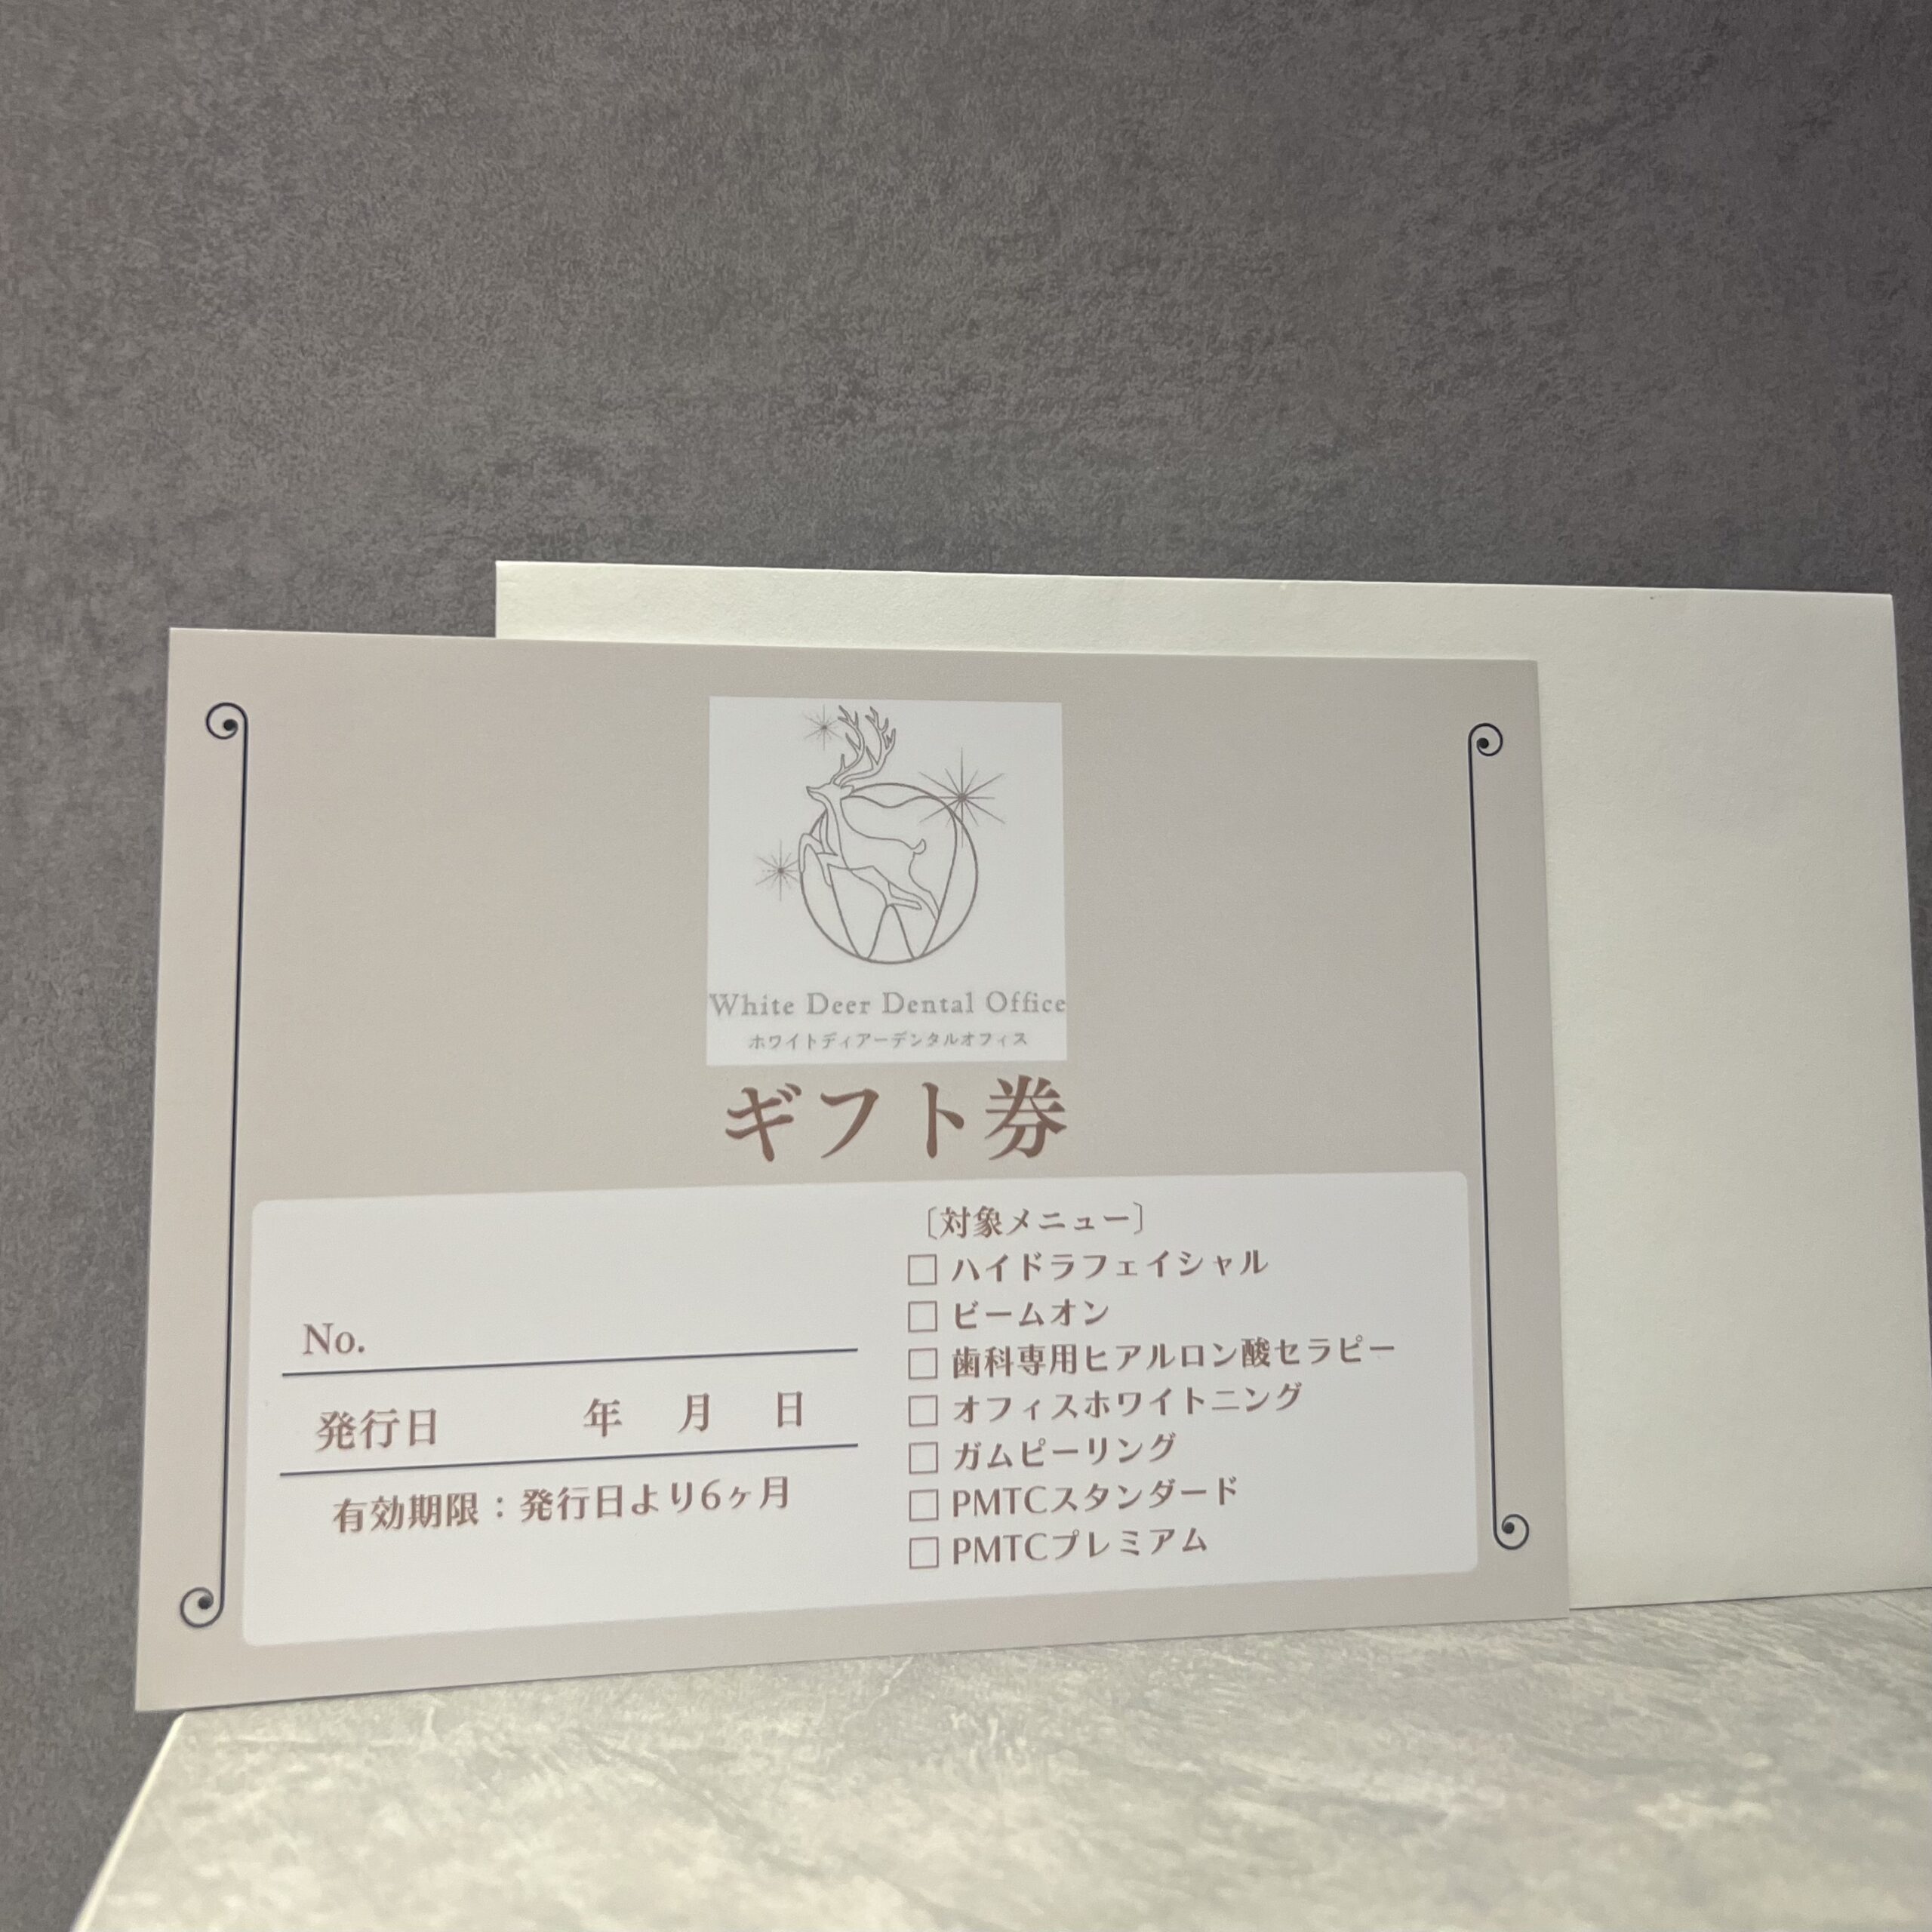 White Deer Dental Office
ホワイトディアーデンタルオフィス
ギフト券
No.
発行日 年 月 日
有効期限：発行日より6ヶ月
〔対象メニュー〕
□ ハイドラフェイシャル
□ ビームオン
□ 歯科専用ヒアルロン酸セラピー
□ オフィスホワイトニング
□ ガムピーリング
□ PMTCスタンダード
□ PMTCプレミアム